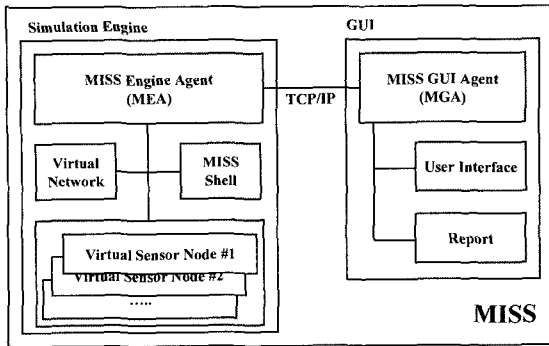 Simulation Engine
MISS Engine Agent
(MEA)
Virtual
Network
MISS
Shell
Virtual Sensor Node #1
Virtual Sensor Node #2
.....
TCP/IP
GUI
MISS GUI Agent
(MGA)
User Interface
Report
MISS